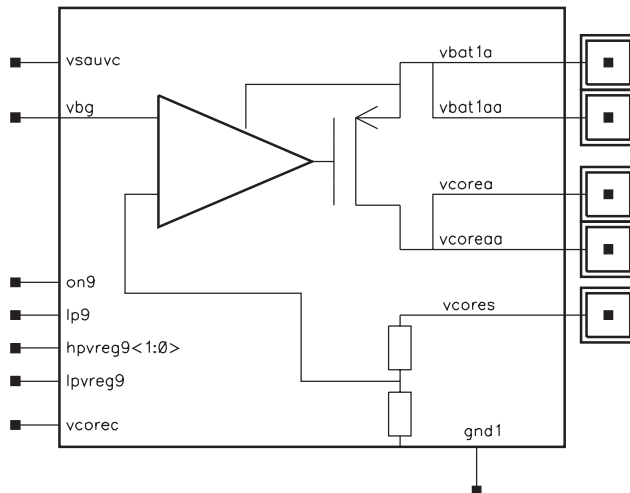 vsauvc
vbg
on9
lp9
hpvreg9<1:0>
lpvreg9
vcorec
vbat1a
vbat1aa
vcorea
vcoreaa
vcores
gnd1